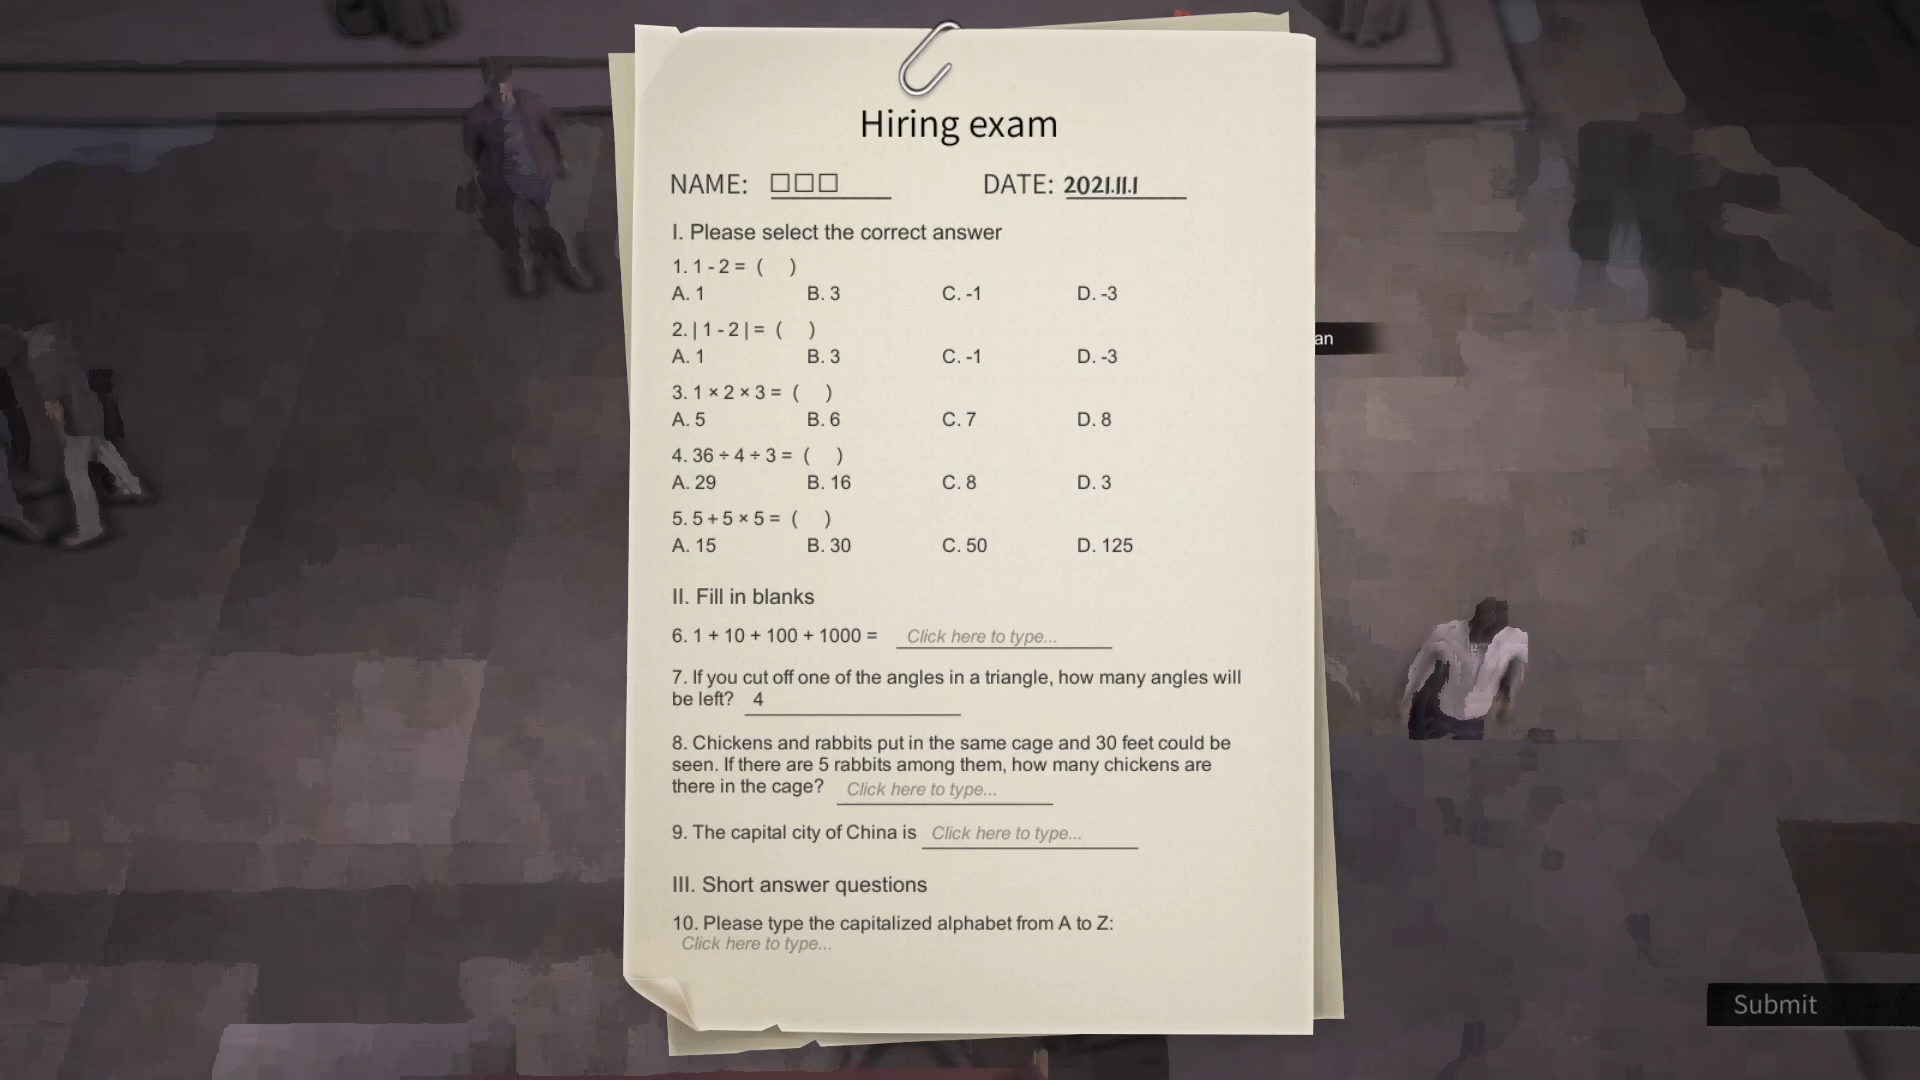 Hiring exam
NAME: □□□ DATE: 2021.11.1
I. Please select the correct answer
1. 1 - 2 = ( )
A. 1 B. 3 C. -1 D. -3
2. | 1 - 2 | = ( )
A. 1 B. 3 C. -1 D. -3
3. 1 × 2 × 3 = ( )
A. 5 B. 6 C. 7 D. 8
4. 36 ÷ 4 ÷ 3 = ( )
A. 29 B. 16 C. 8 D. 3
5. 5 + 5 × 5 = ( )
A. 15 B. 30 C. 50 D. 125
II. Fill in blanks
6. 1 + 10 + 100 + 1000 = Click here to type...
7. If you cut off one of the angles in a triangle, how many angles will
be left? 4
8. Chickens and rabbits put in the same cage and 30 feet could be
seen. If there are 5 rabbits among them, how many chickens are
there in the cage? Click here to type...
9. The capital city of China is Click here to type...
III. Short answer questions
10. Please type the capitalized alphabet from A to Z:
Click here to type...
an
Submit